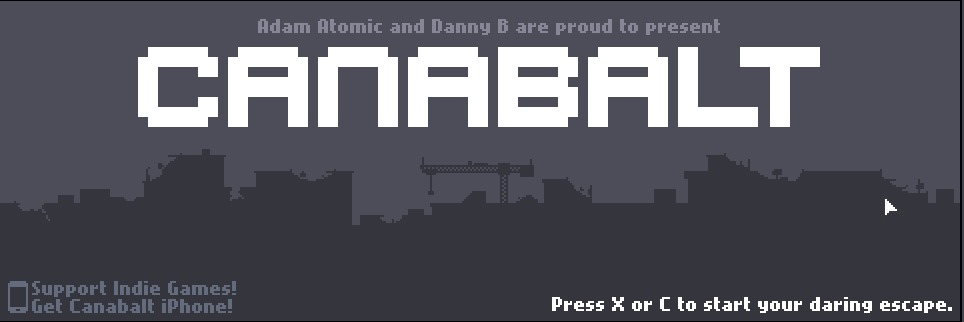 Adam Atomic and Danny B are proud to present
CANABALT
Support Indie Games!
Get Canabalt iPhone!
Press X or C to start your daring escape.